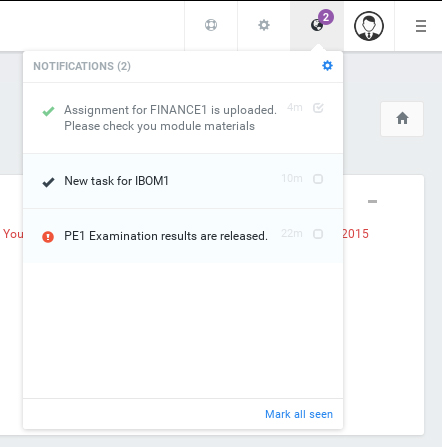 2
NOTIFICATIONS (2)
Assignment for FINANCE1 is uploaded. 4m
Please check you module materials
New task for IBOM1 10m
You
PE1 Examination results are released. 22m
2015
Mark all seen